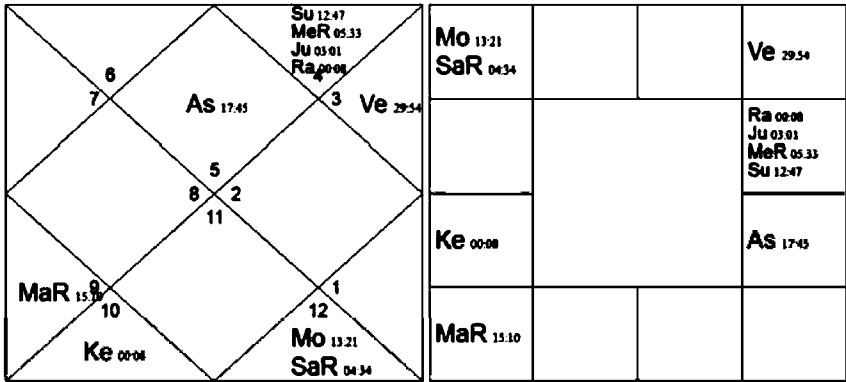 Su 12:47
MeR 05.33
Ju 03:01
Ra 00:08
4
6
7
As 17:45
3
Ve 29:54
5
8
2
11
9
MaR 15:10
10
Ke 00:08
1
12
Mo 13:21
SaR 04:34
Mo 13:21
SaR 04:34
Ve 29:54
Ra 00:08
Ju 03:01
MeR 05.33
Su 12:47
Ke 00:08
As 17:45
MaR 15:10